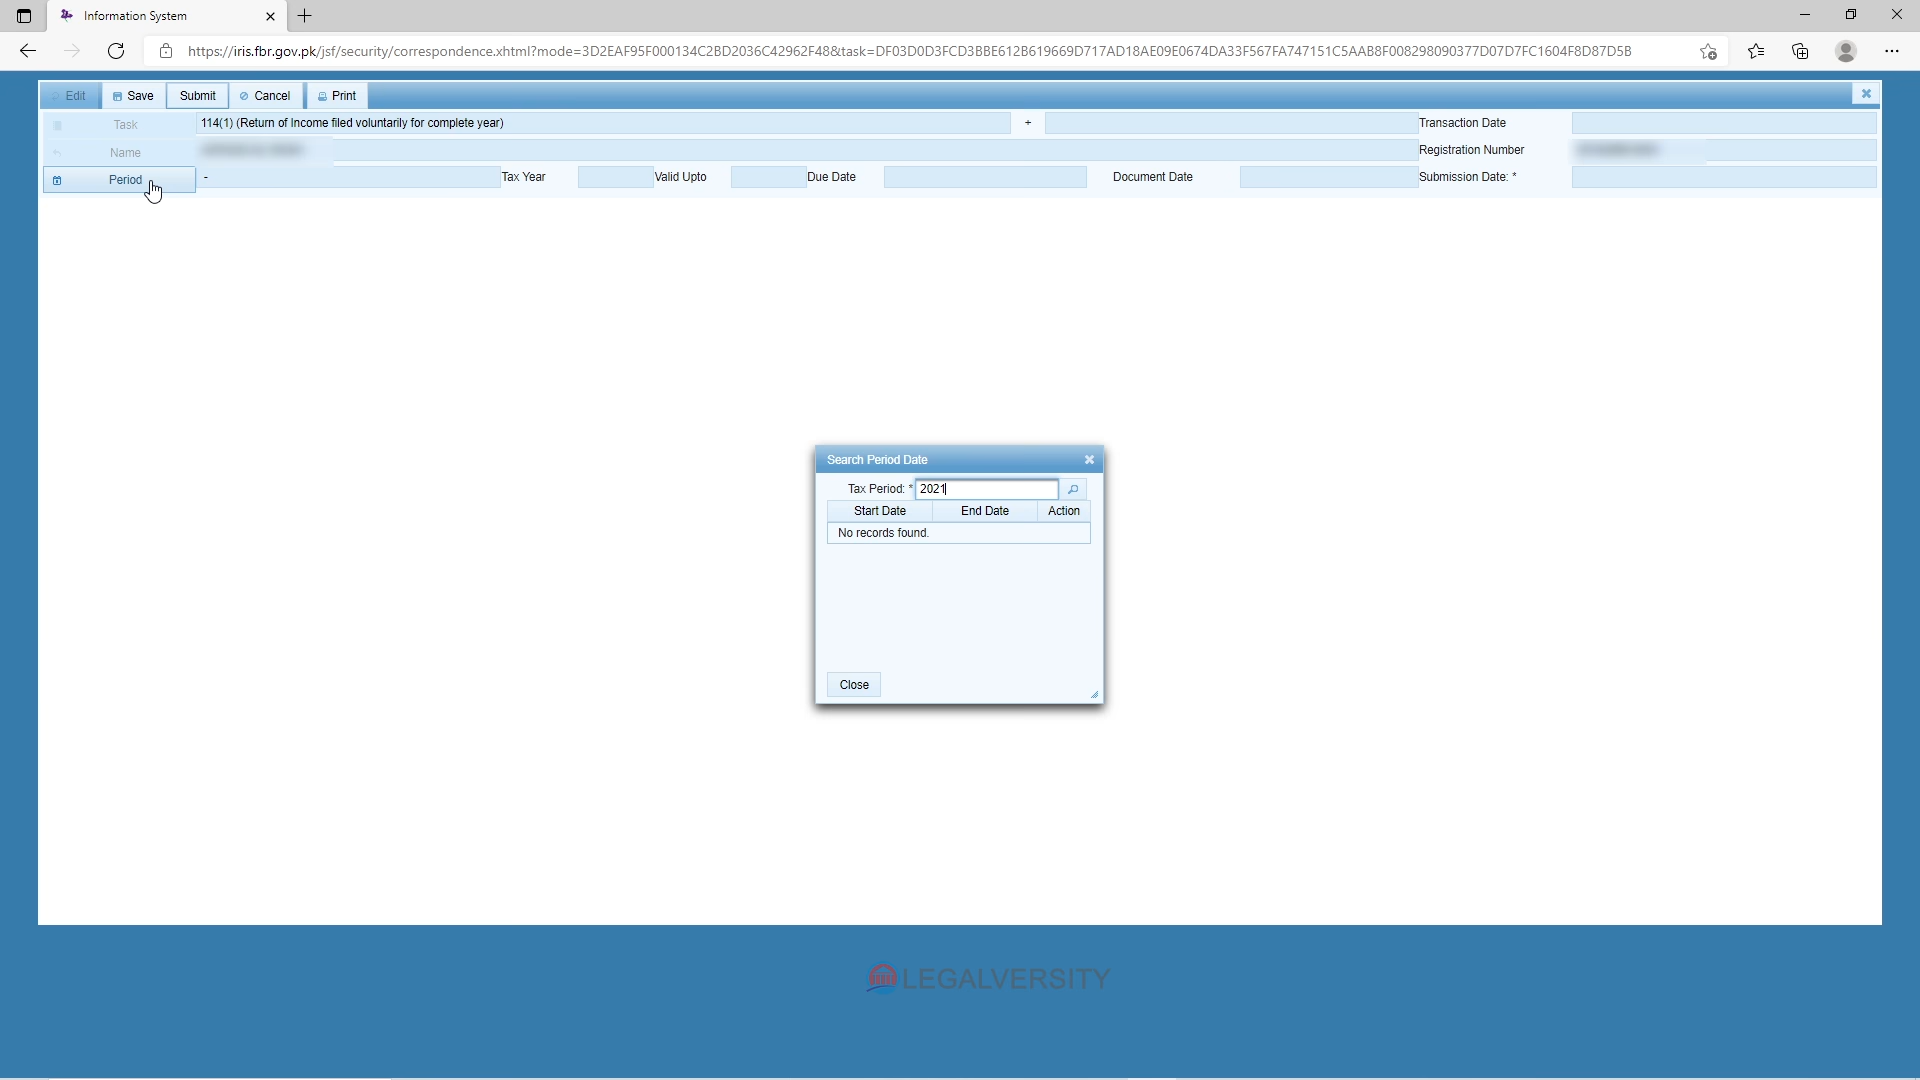 Information System
https://iris.fbr.gov.pk/jsf/security/correspondence.xhtml?mode=3D2EAF95F000134C2BD2036C42962F48&task=DF03D0D3FCD3BBE612B619669D717AD18AE09E0674DA33F567FA747151C5AAB8F008298090377D07D7FC1604F8D87D5B
Edit Save Submit Cancel Print
Task 114(1) (Return of Income filed voluntarily for complete year) + Transaction Date
Name Registration Number
Period - Tax Year Valid Upto Due Date Document Date Submission Date: *
Search Period Date
Tax Period: * 2021
Start Date End Date Action
No records found.
Close
LEGALVERSITY